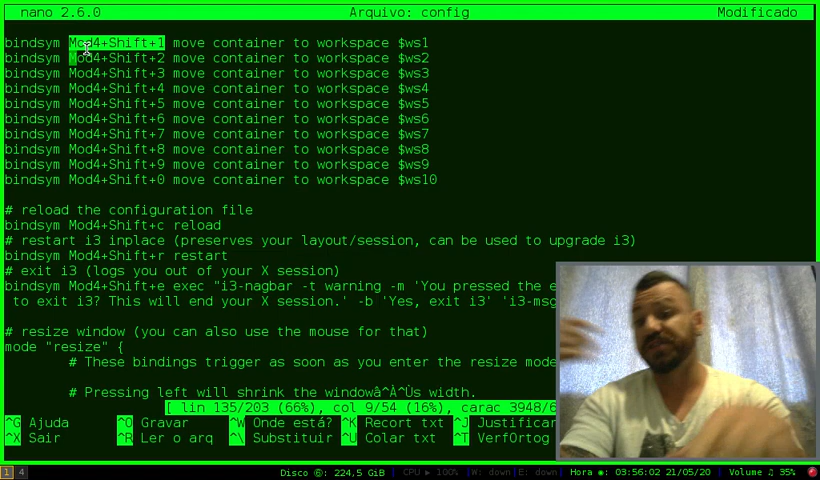 nano 2.6.0 Arquivo: config Modificado
bindsym Mod4+Shift+1 move container to workspace $ws1
bindsym Mod4+Shift+2 move container to workspace $ws2
bindsym Mod4+Shift+3 move container to workspace $ws3
bindsym Mod4+Shift+4 move container to workspace $ws4
bindsym Mod4+Shift+5 move container to workspace $ws5
bindsym Mod4+Shift+6 move container to workspace $ws6
bindsym Mod4+Shift+7 move container to workspace $ws7
bindsym Mod4+Shift+8 move container to workspace $ws8
bindsym Mod4+Shift+9 move container to workspace $ws9
bindsym Mod4+Shift+0 move container to workspace $ws10
# reload the configuration file
bindsym Mod4+Shift+c reload
# restart i3 inplace (preserves your layout/session, can be used to upgrade i3)
bindsym Mod4+Shift+r restart
# exit i3 (logs you out of your X session)
bindsym Mod4+Shift+e exec "i3-nagbar -t warning -m 'You pressed the e
to exit i3? This will end your X session.' -b 'Yes, exit i3' 'i3-msg
# resize window (you can also use the mouse for that)
mode "resize" {
# These bindings trigger as soon as you enter the resize mode
# Pressing left will shrink the windowâ^À^Ùs width.
[ lin 135/203 (66%), col 9/54 (16%), carac 3948/6
^G Ajuda ^O Gravar ^W Onde está? ^K Recort txt ^J Justificar
^X Sair ^R Ler o arq ^\ Substituir ^U Colar txt ^T VerfOrtog
1 4 Disco ⑥: 224,5 GiB CPU ▶ 100% W: down E: down Hora ◉: 03:56:02 21/05/20 Volume ♫ 35%